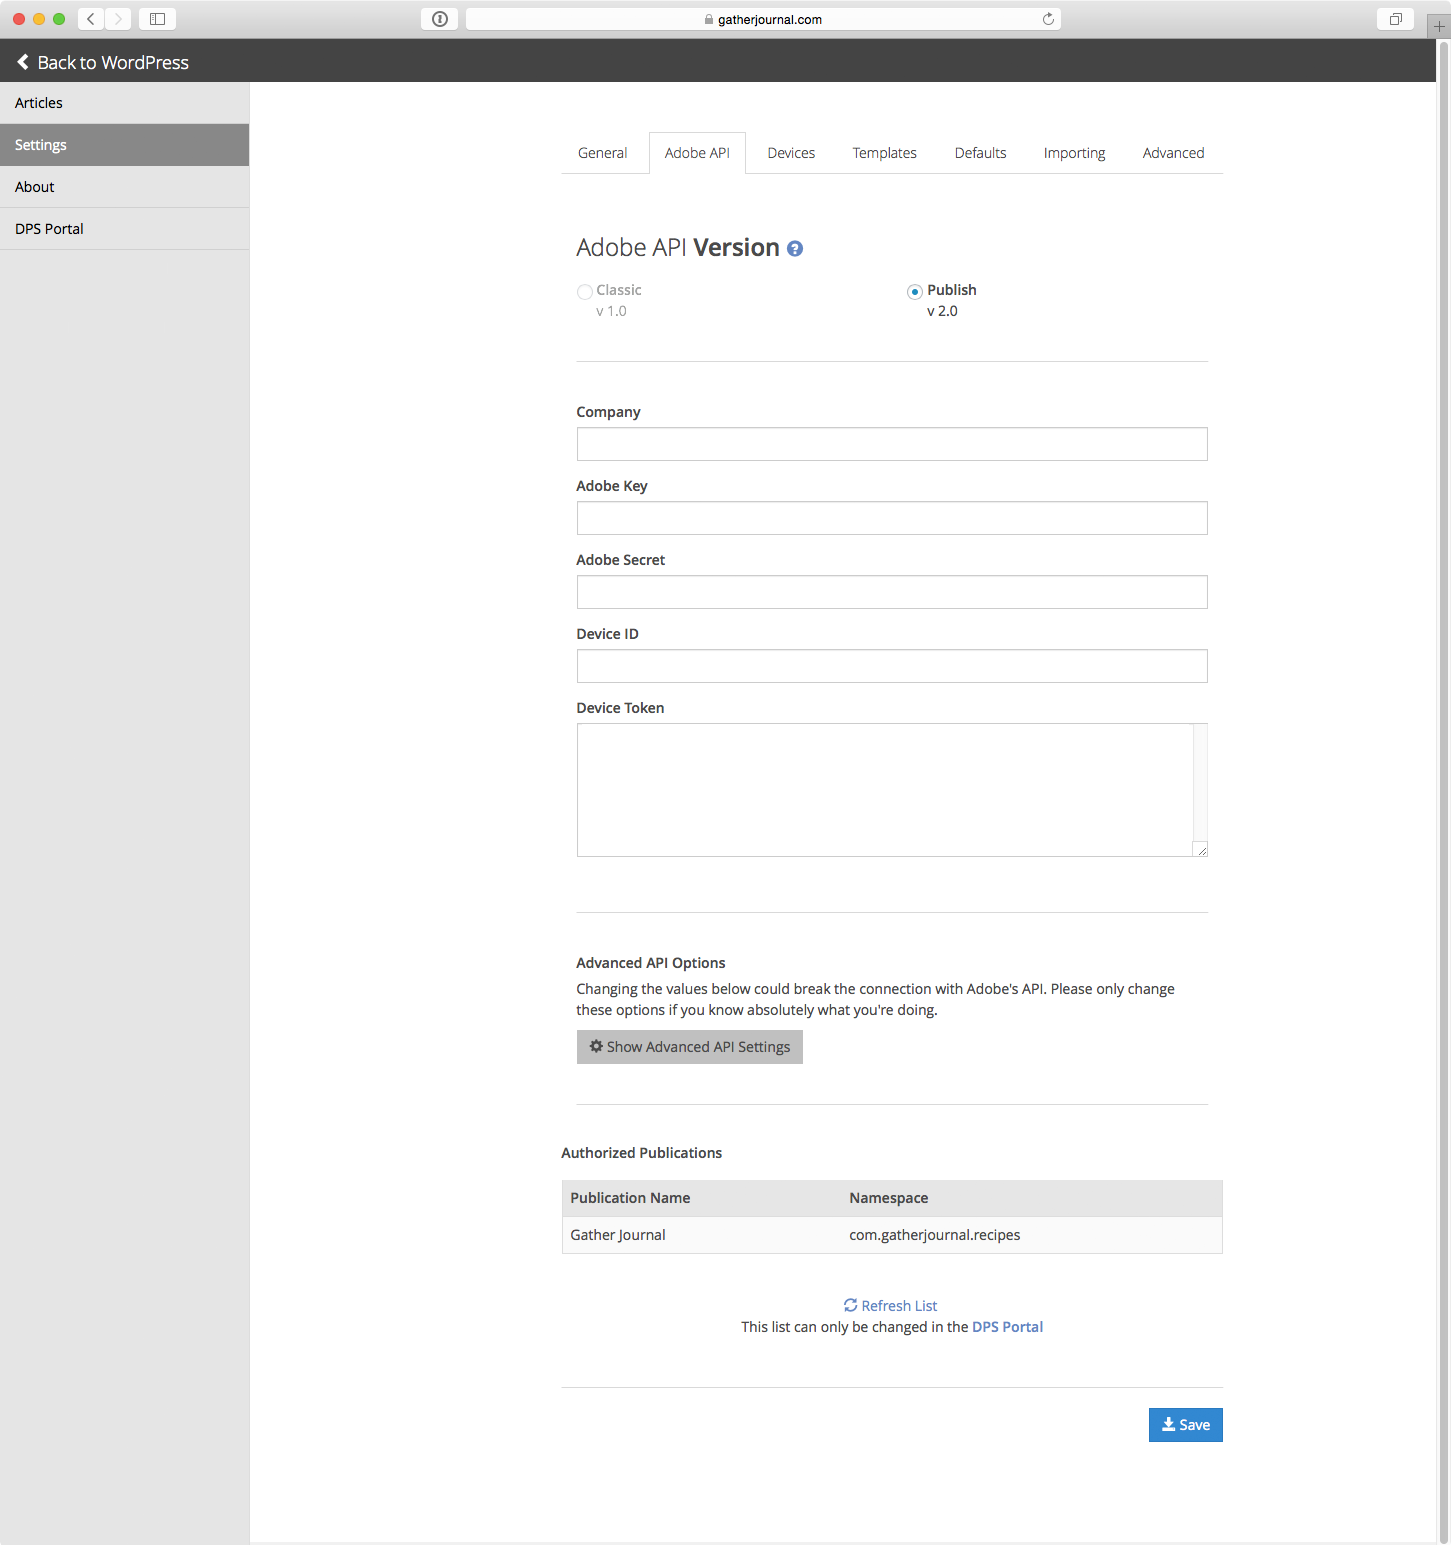 gatherjournal.com
Back to WordPress
Articles
Settings
About
DPS Portal
General Adobe API Devices Templates Defaults Importing Advanced
Adobe API Version ?
Classic
v 1.0
Publish
v 2.0
Company
Adobe Key
Adobe Secret
Device ID
Device Token
Advanced API Options
Changing the values below could break the connection with Adobe's API. Please only change
these options if you know absolutely what you're doing.
Show Advanced API Settings
Authorized Publications
Publication Name Namespace
Gather Journal com.gatherjournal.recipes
Refresh List
This list can only be changed in the DPS Portal
Save